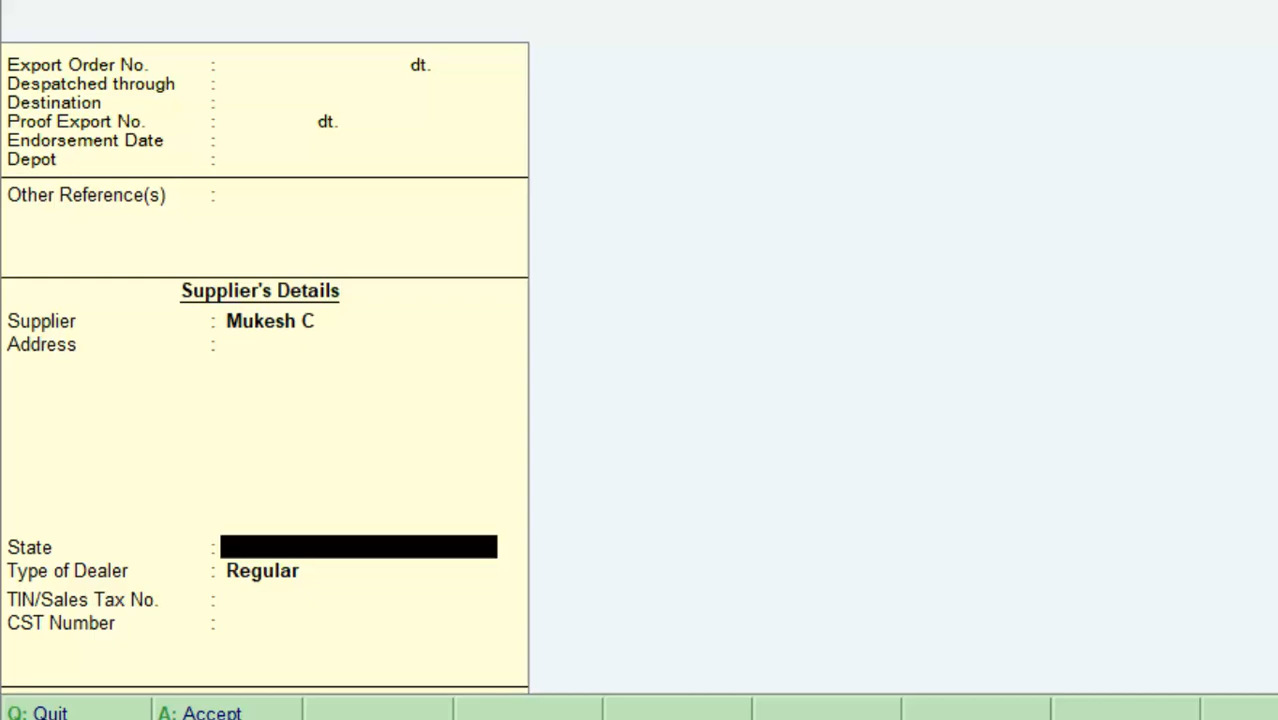 Export Order No. : dt.
Despatched through :
Destination :
Proof Export No. : dt.
Endorsement Date :
Depot :
Other Reference(s) :
Supplier's Details
Supplier : Mukesh C
Address :
State :
Type of Dealer : Regular
TIN/Sales Tax No. :
CST Number :
Q: Quit A: Accept